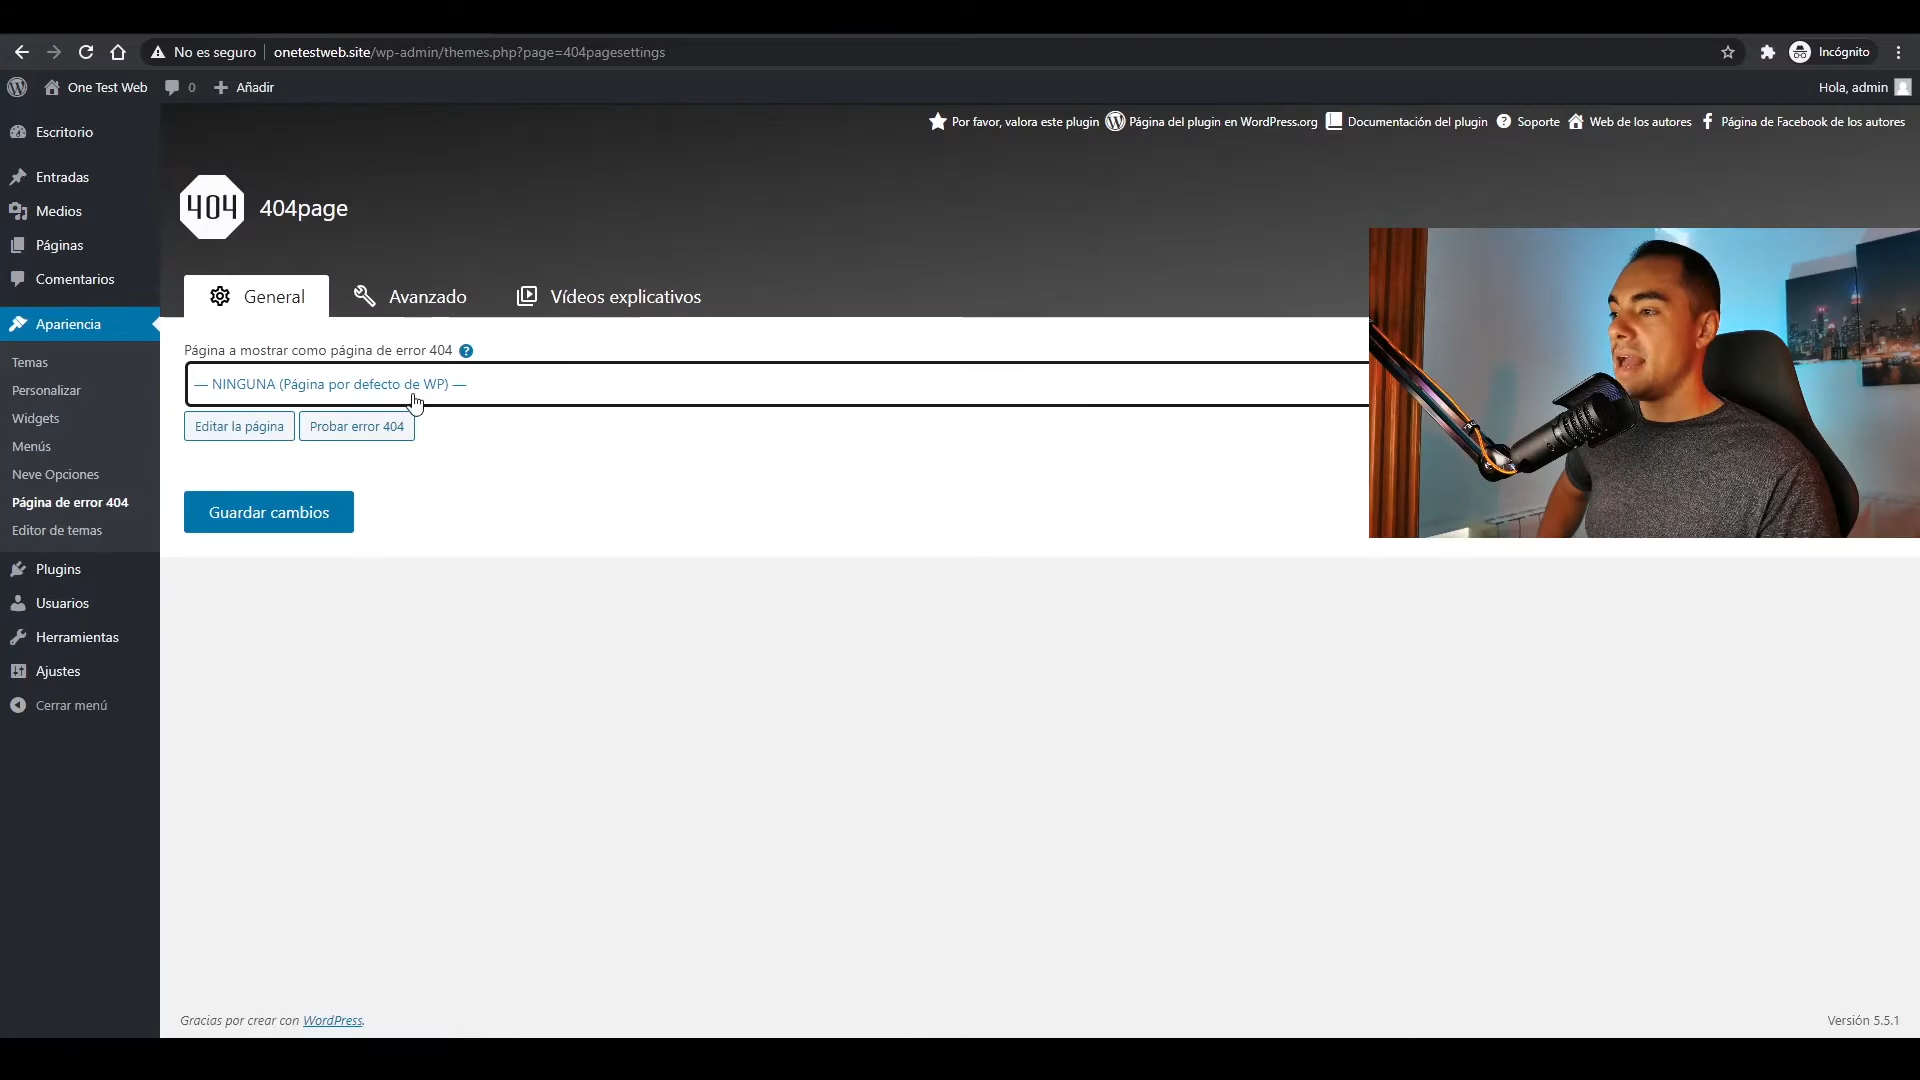 No es seguro onetestweb.site/wp-admin/themes.php?page=404pagesettings Incógnito
One Test Web 0 Añadir Hola, admin
Por favor, valora este plugin Página del plugin en WordPress.org Documentación del plugin Soporte Web de los autores Página de Facebook de los autores
Escritorio
Entradas
Medios
Páginas
Comentarios
Apariencia
Temas
Personalizar
Widgets
Menús
Neve Opciones
Página de error 404
Editor de temas
Plugins
Usuarios
Herramientas
Ajustes
Cerrar menú
404 404page
General Avanzado Vídeos explicativos
Página a mostrar como página de error 404 ?
— NINGUNA (Página por defecto de WP) —
Editar la página Probar error 404
Guardar cambios
Gracias por crear con WordPress. Versión 5.5.1